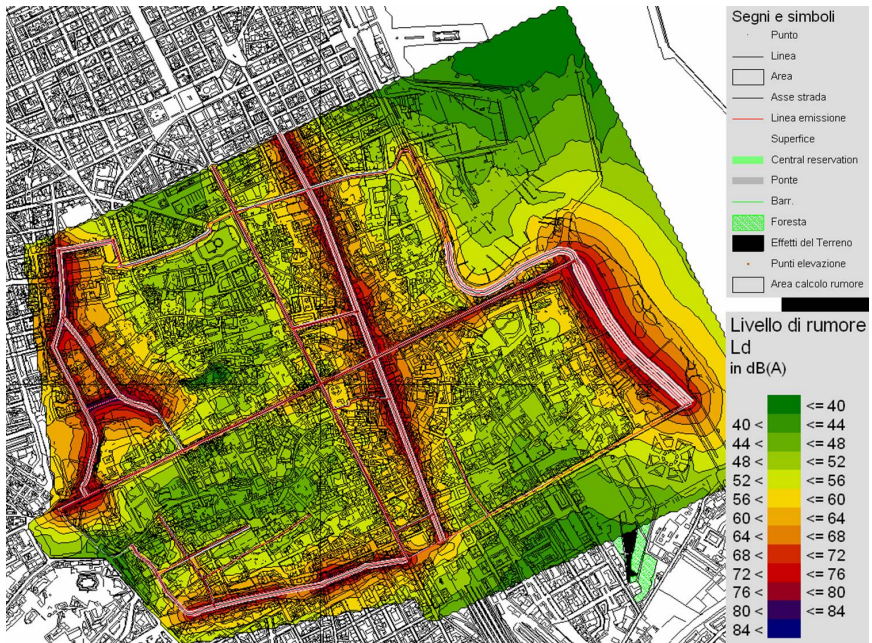 Segni e simboli
Punto
Linea
Area
Asse strada
Linea emissione
Superfice
Central reservation
Ponte
Barr.
Foresta
Effetti del Terreno
Punti elevazione
Area calcolo rumore
Livello di rumore
Ld
in dB(A)
<= 40
40 < <= 44
44 < <= 48
48 < <= 52
52 < <= 56
56 < <= 60
60 < <= 64
64 < <= 68
68 < <= 72
72 < <= 76
76 < <= 80
80 < <= 84
84 <